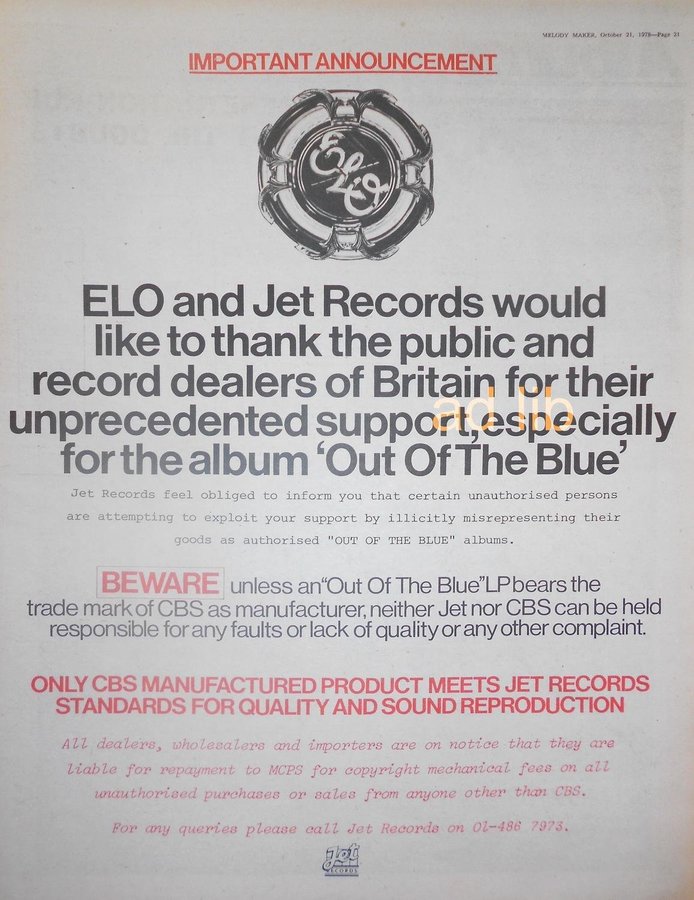 MELODY MAKER, October 21, 1978—Page 21
IMPORTANT ANNOUNCEMENT
ELO
ELO and Jet Records would
like to thank the public and
record dealers of Britain for their
unprecedented support, especially
for the album ‘Out Of The Blue’
ad lib
Jet Records feel obliged to inform you that certain unauthorised persons
are attempting to exploit your support by illicitly misrepresenting their
goods as authorised "OUT OF THE BLUE" albums.
BEWARE unless an “Out Of The Blue” LP bears the
trade mark of CBS as manufacturer, neither Jet nor CBS can be held
responsible for any faults or lack of quality or any other complaint.
ONLY CBS MANUFACTURED PRODUCT MEETS JET RECORDS
STANDARDS FOR QUALITY AND SOUND REPRODUCTION
All dealers, wholesalers and importers are on notice that they are
liable for repayment to MCPS for copyright mechanical fees on all
unauthorised purchases or sales from anyone other than CBS.
For any queries please call Jet Records on 01-486 7973.
Jet
RECORDS